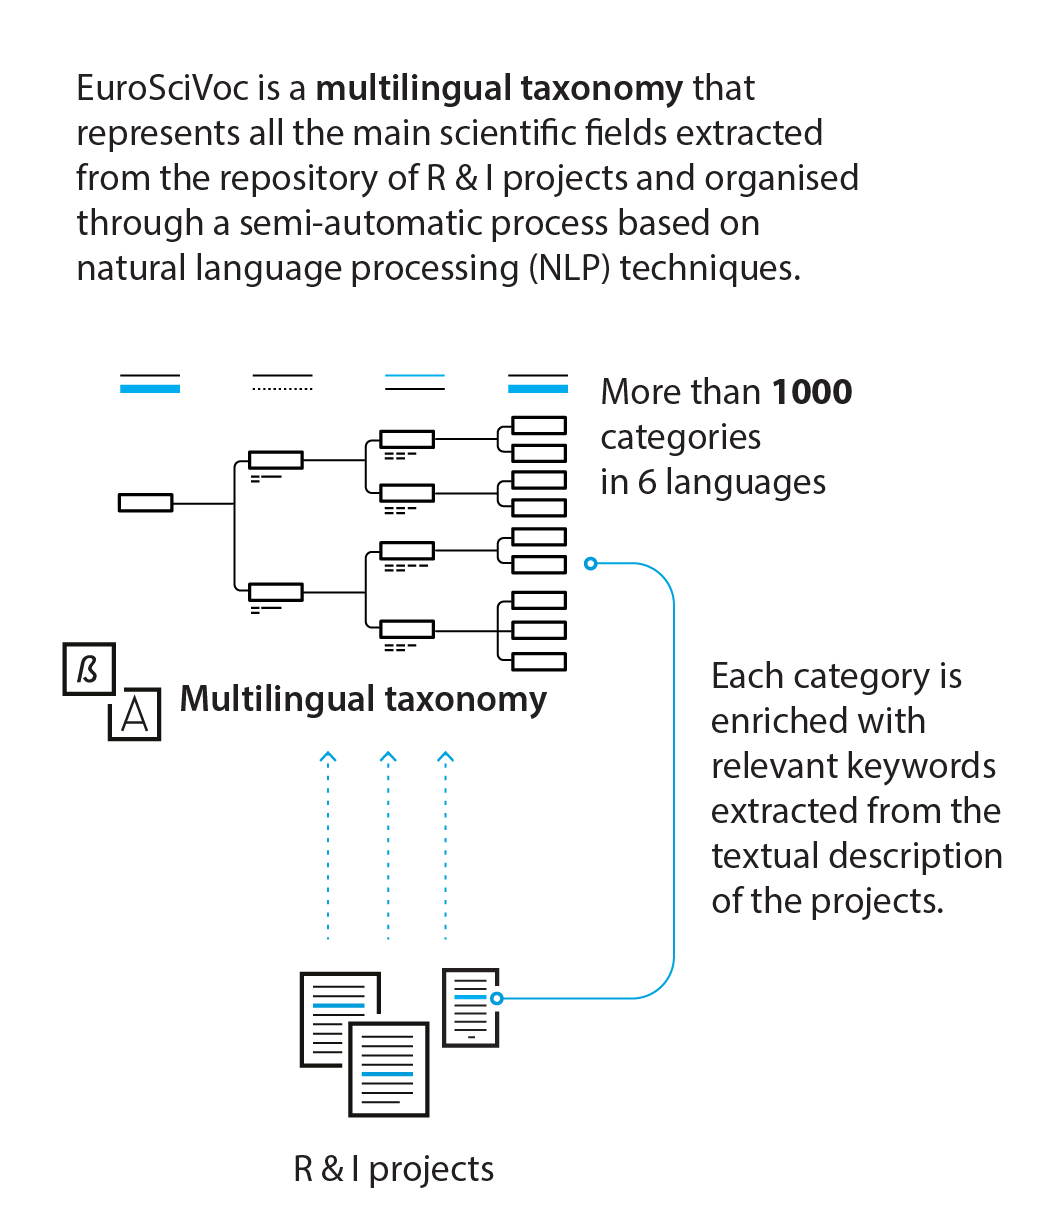 EuroSciVoc is a multilingual taxonomy that
represents all the main scientific fields extracted
from the repository of R & I projects and organised
through a semi-automatic process based on
natural language processing (NLP) techniques.
More than 1000
categories
in 6 languages
ß
A
Multilingual taxonomy
Each category is
enriched with
relevant keywords
extracted from the
textual description
of the projects.
R & I projects